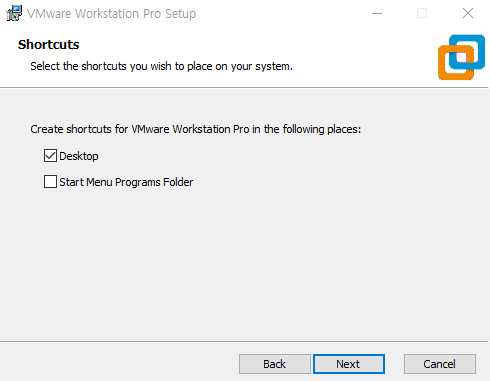 VMware Workstation Pro Setup
Shortcuts
Select the shortcuts you wish to place on your system.
Create shortcuts for VMware Workstation Pro in the following places:
Desktop
Start Menu Programs Folder
Back Next Cancel